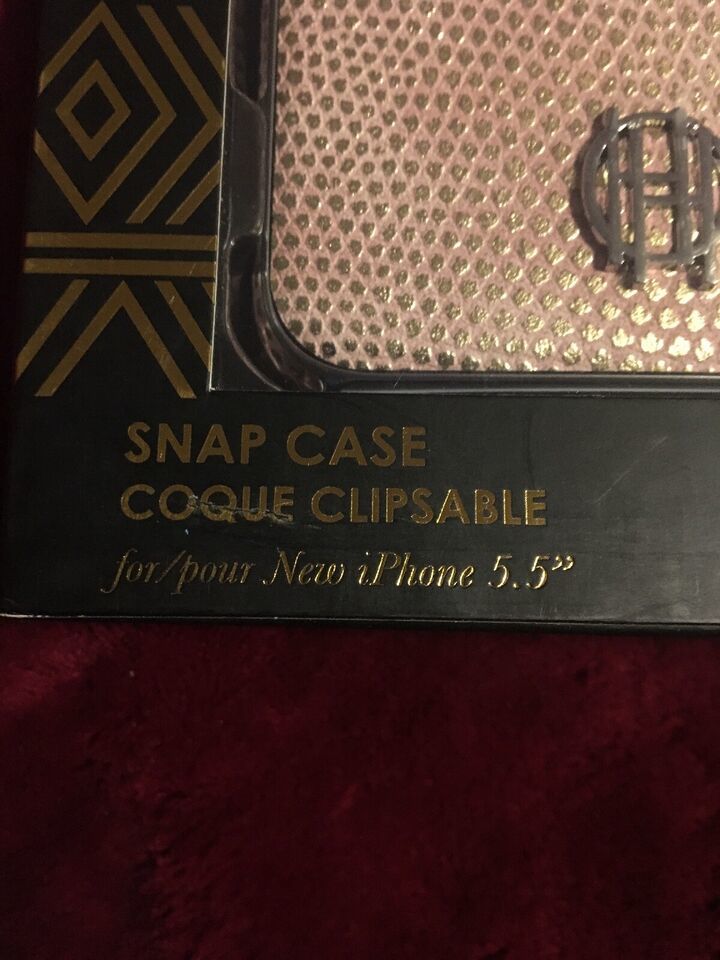 SNAP CASE
COQUE CLIPSABLE
for/pour New iPhone 5.5”